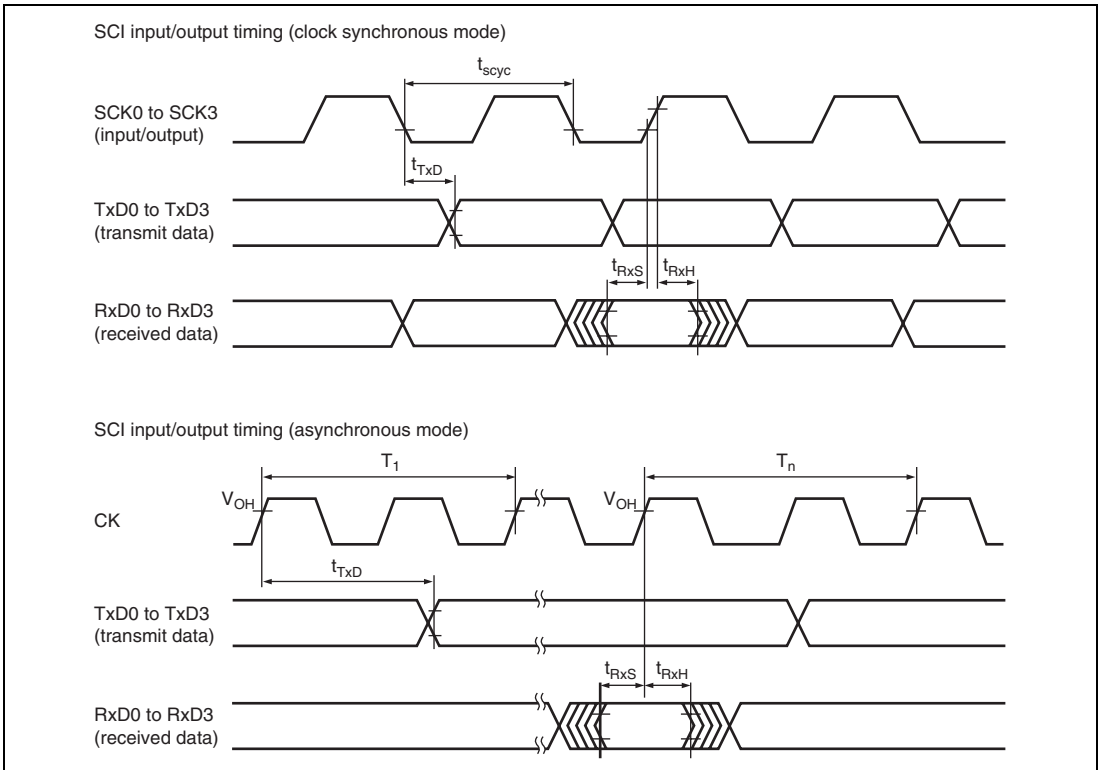 SCI input/output timing (clock synchronous mode)
tscyc
SCK0 to SCK3
(input/output)
tTxD
TxD0 to TxD3
(transmit data)
tRxS
tRxH
RxD0 to RxD3
(received data)
SCI input/output timing (asynchronous mode)
T1
Tn
VOH
VOH
CK
tTxD
TxD0 to TxD3
(transmit data)
tRxS
tRxH
RxD0 to RxD3
(received data)